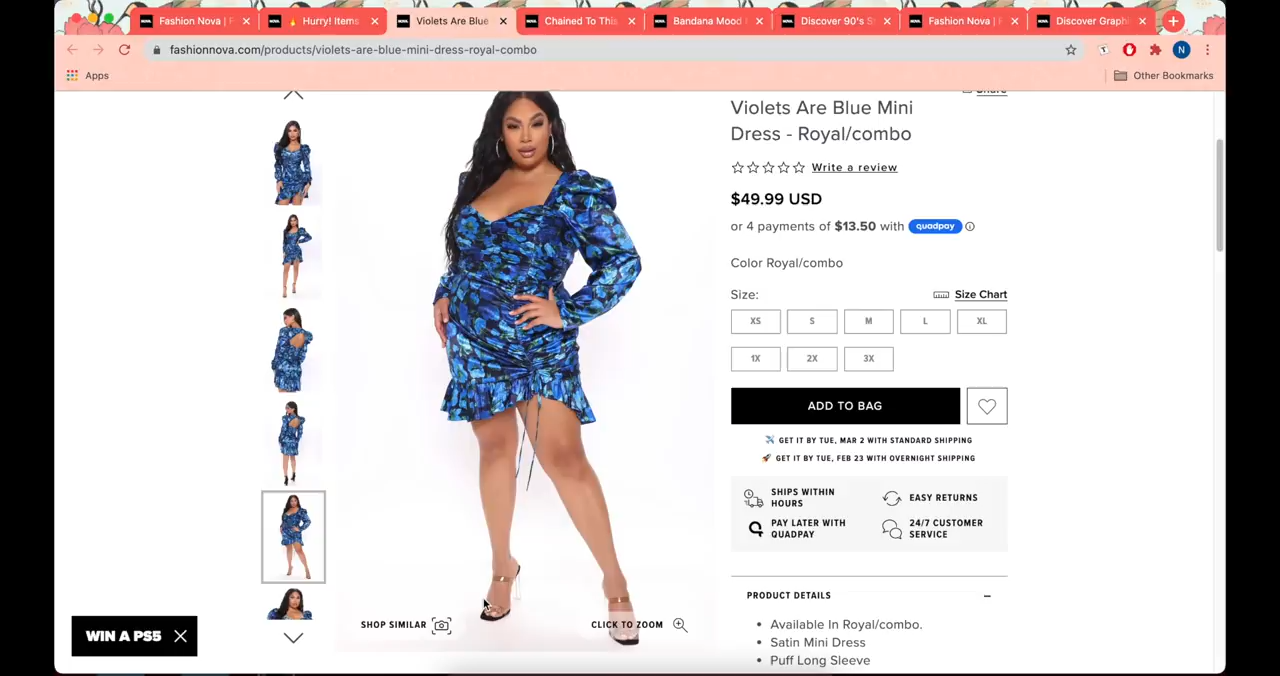 Fashion Nova | F
🔥 Hurry! Items
Violets Are Blue
Chained To This
Bandana Mood
Discover 90's S
Fashion Nova |
Discover Graphi
fashionnova.com/products/violets-are-blue-mini-dress-royal-combo
N
Apps
Other Bookmarks
Share
Violets Are Blue Mini
Dress - Royal/combo
Write a review
$49.99 USD
or 4 payments of $13.50 with quadpay
Color Royal/combo
Size:
Size Chart
XS
S
M
L
XL
1X
2X
3X
ADD TO BAG
✈️ GET IT BY TUE, MAR 2 WITH STANDARD SHIPPING
🚀 GET IT BY TUE, FEB 23 WITH OVERNIGHT SHIPPING
SHIPS WITHIN
HOURS
EASY RETURNS
PAY LATER WITH
QUADPAY
24/7 CUSTOMER
SERVICE
PRODUCT DETAILS
• Available In Royal/combo.
• Satin Mini Dress
• Puff Long Sleeve
SHOP SIMILAR
CLICK TO ZOOM
WIN A PS5